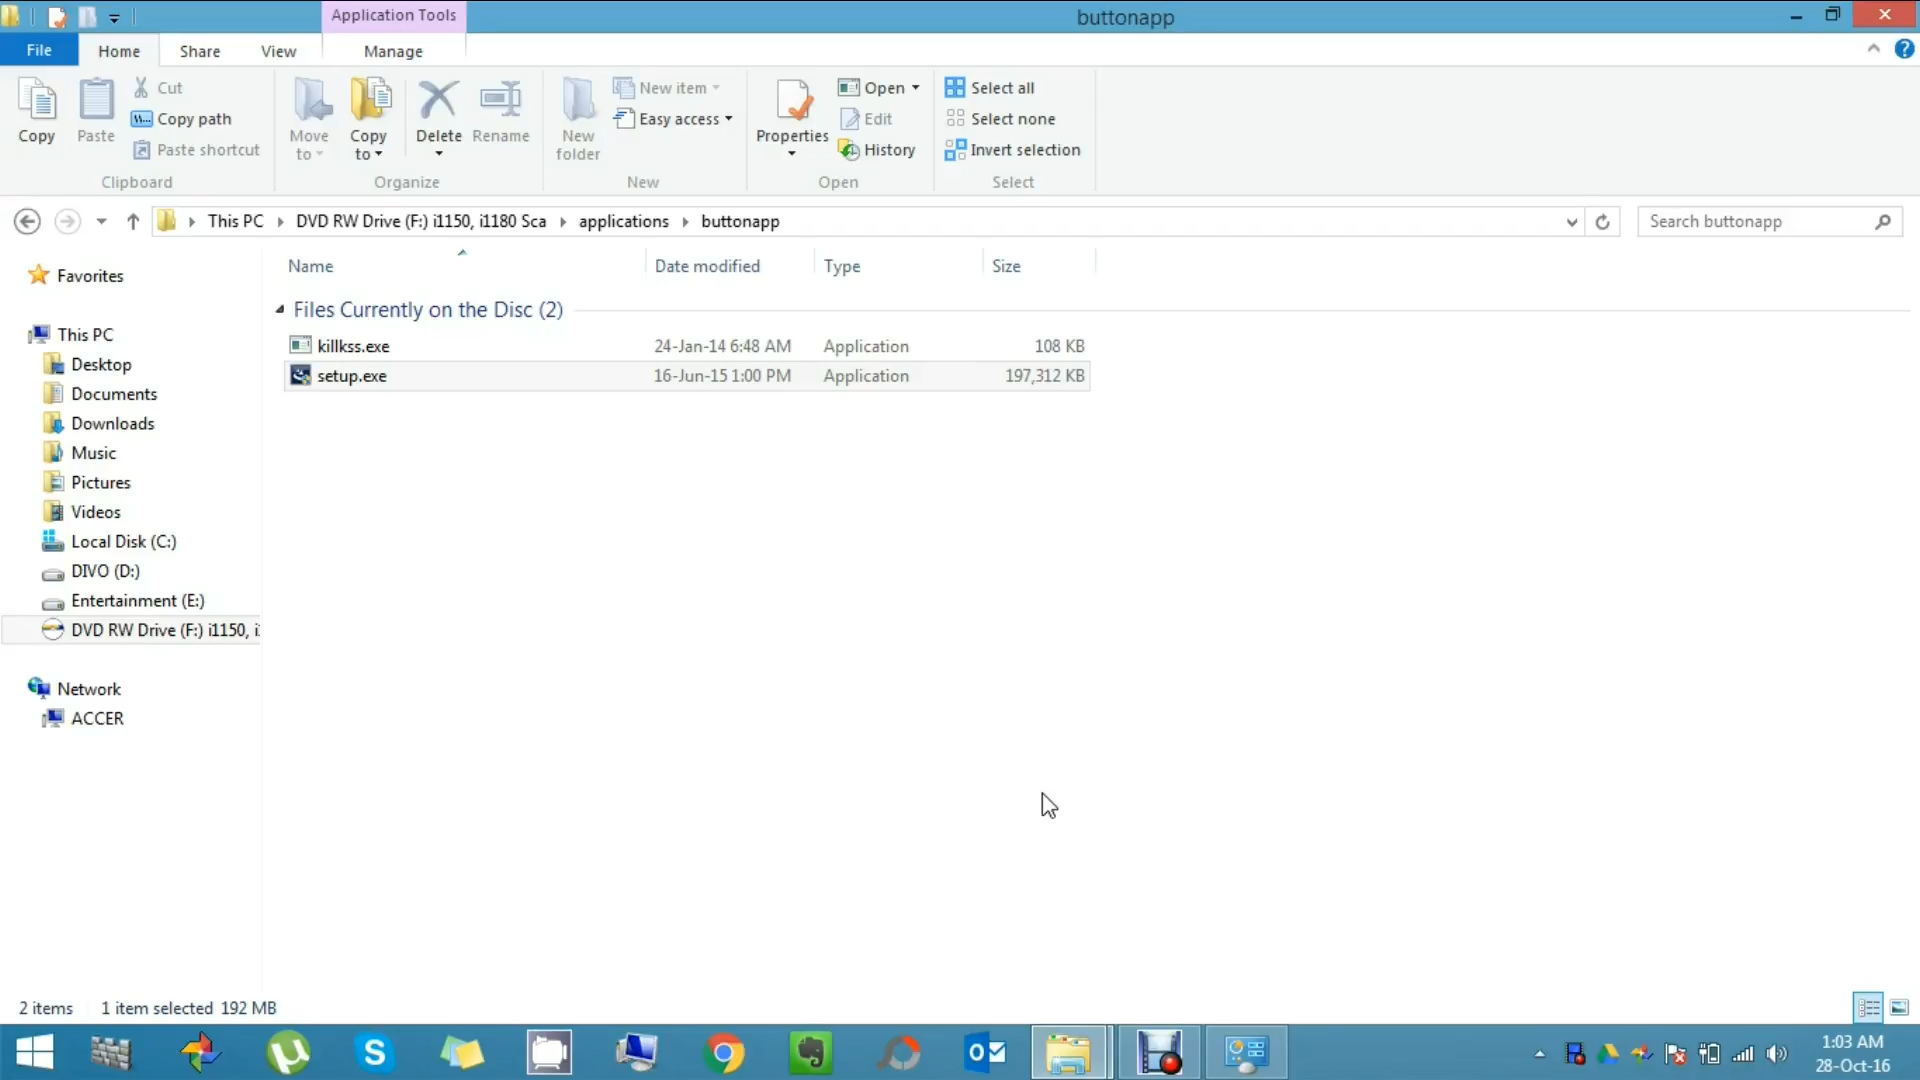 Application Tools
buttonapp
File
Home
Share
View
Manage
Copy
Paste
Cut
Copy path
Paste shortcut
Clipboard
Move to
Copy to
Delete
Rename
Organize
New folder
New item
Easy access
New
Properties
Open
Edit
History
Open
Select all
Select none
Invert selection
Select
This PC
DVD RW Drive (F:) i1150, i1180 Sca
applications
buttonapp
Search buttonapp
Name
Date modified
Type
Size
Files Currently on the Disc (2)
killkss.exe 24-Jan-14 6:48 AM Application 108 KB
setup.exe 16-Jun-15 1:00 PM Application 197,312 KB
Favorites
This PC
Desktop
Documents
Downloads
Music
Pictures
Videos
Local Disk (C:)
DIVO (D:)
Entertainment (E:)
DVD RW Drive (F:) i1150, i
Network
ACCER
2 items
1 item selected 192 MB
1:03 AM
28-Oct-16